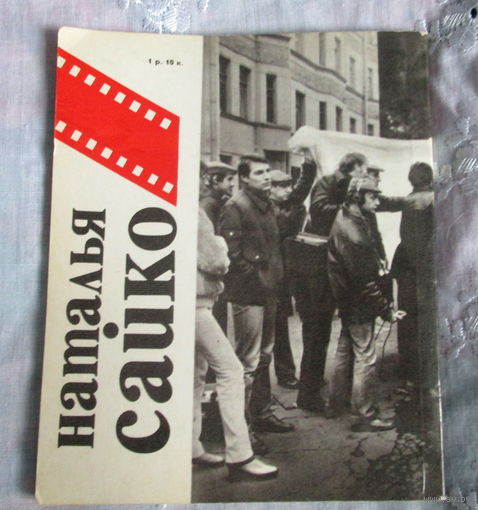 1 р. 10 к.
наталья
сайко